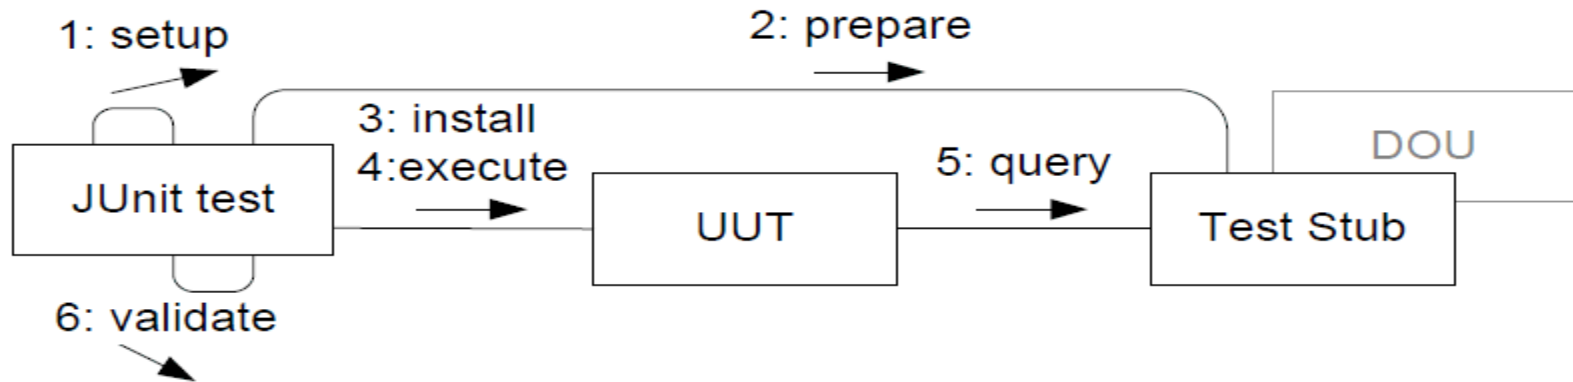 1: setup
2: prepare
3: install
4:execute
5: query
DOU
JUnit test
UUT
Test Stub
6: validate